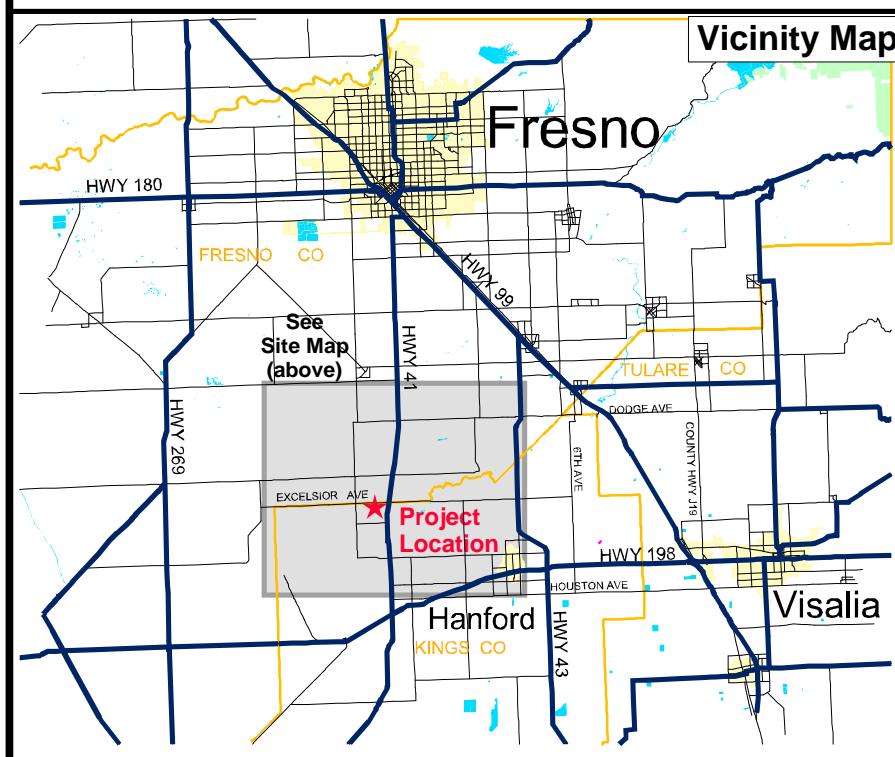 Vicinity Map
Fresno
HWY 180
FRESNO CO
HWY 99
See
Site Map
(above)
HWY 41
TULARE CO
HWY 269
DODGE AVE
6TH AVE
COUNTY HWY J19
EXCELSIOR AVE
Project
Location
HWY 198
HOUSTON AVE
Hanford
Visalia
KINGS CO
HWY 43